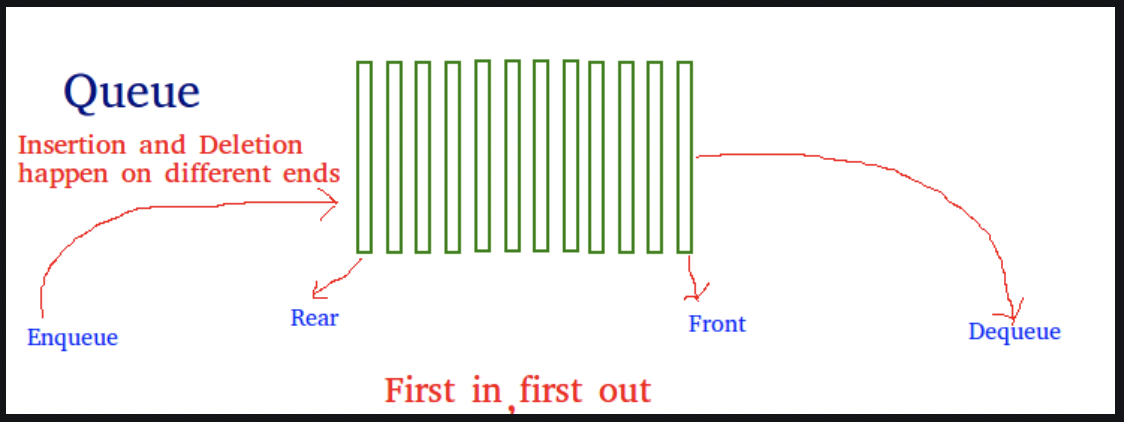 Queue
Insertion and Deletion
happen on different ends
Enqueue
Rear
Front
Dequeue
First in,first out